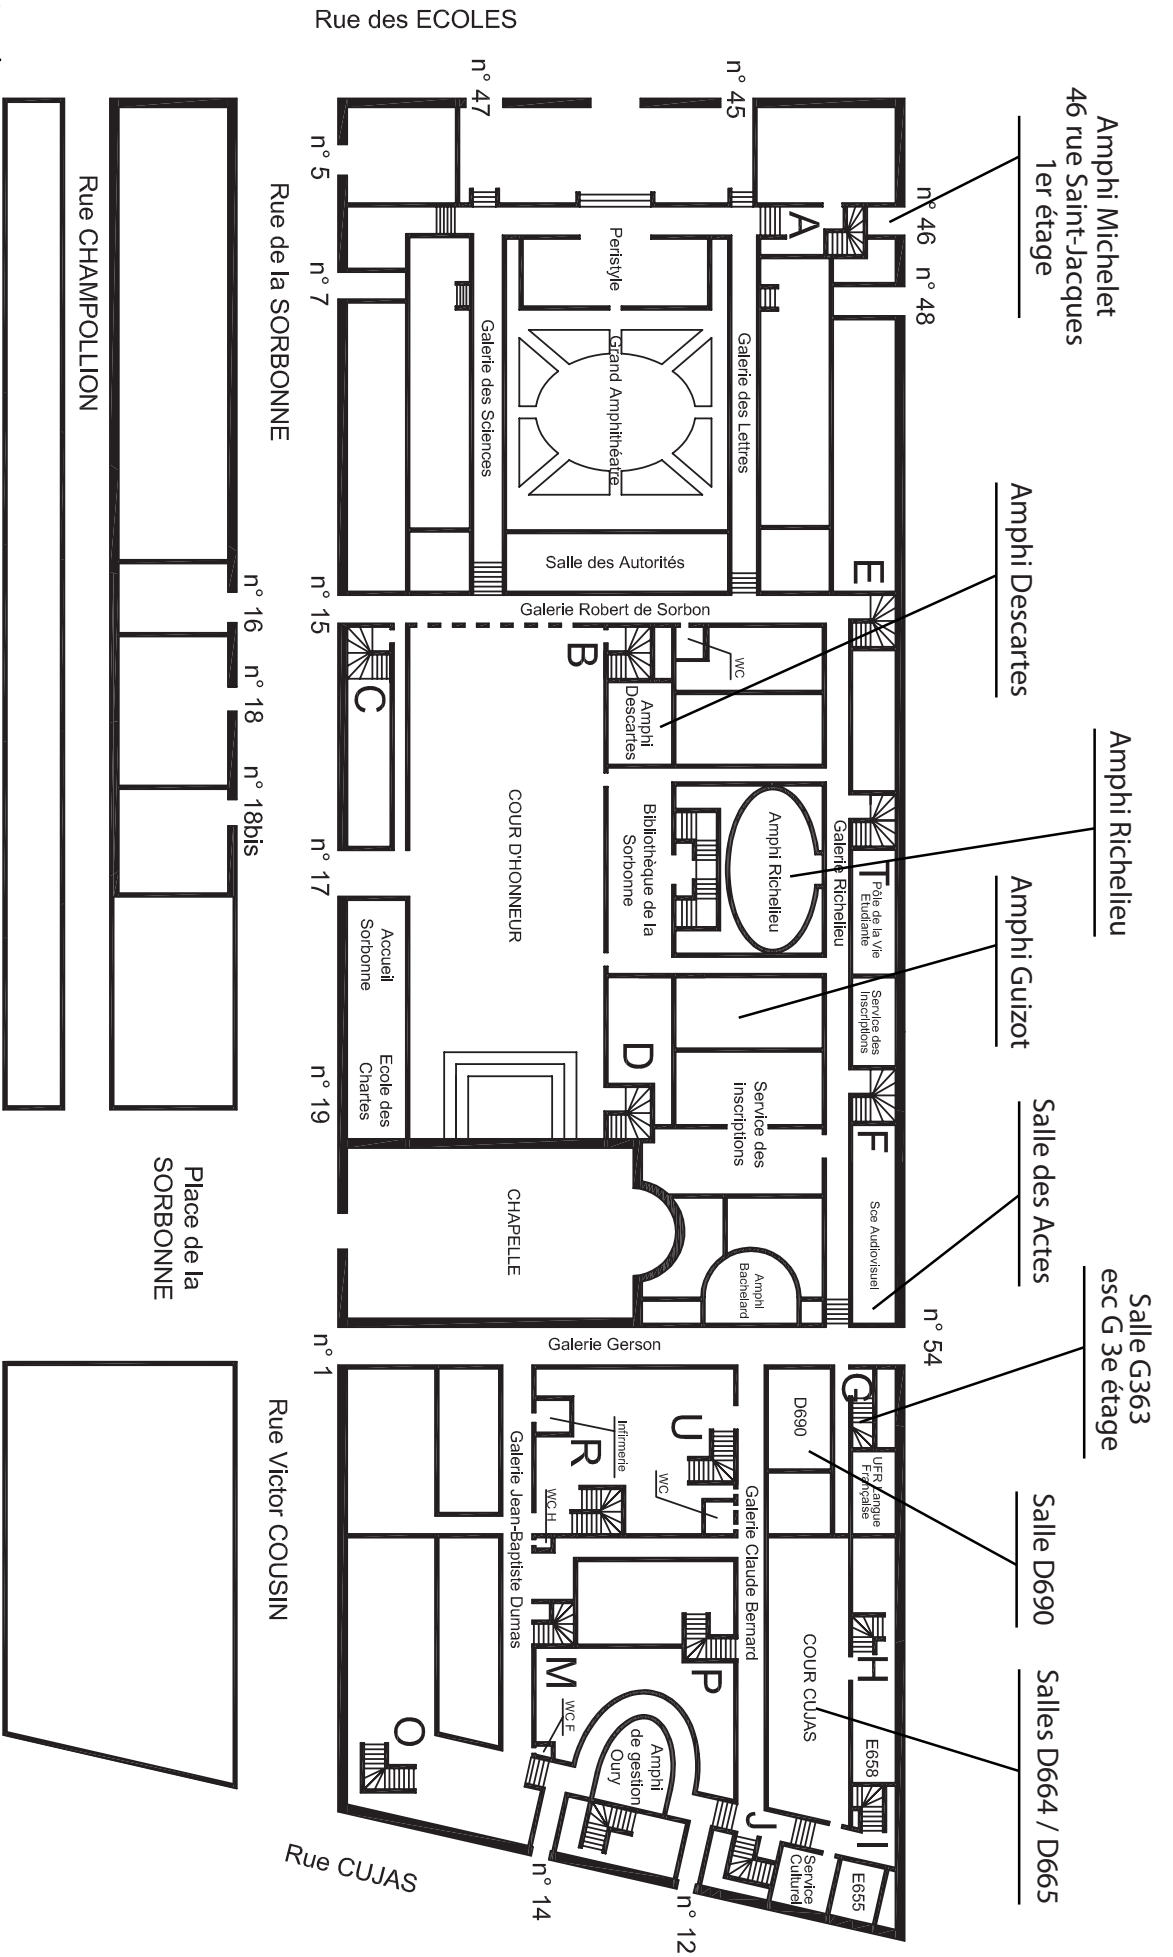 Rue des ECOLES
n° 47
n° 45
Amphi Michelet
46 rue Saint-Jacques
1er étage
n° 5
n° 46
n° 7
n° 48
Rue CHAMPOLLION
Rue de la SORBONNE
A
Peristyle
Grand Amphithéatre
Galerie des Sciences
Galerie des Lettres
Salle des Autorités
E
Amphi Descartes
n° 16
n° 15
Galerie Robert de Sorbon
B
WC
C
n° 18
Amphi
Descartes
Amphi Richelieu
n° 18bis
n° 17
COUR D'HONNEUR
Bibliothèque de la
Sorbonne
Amphi Richelieu
Galerie Richelieu
T
Pôle de la Vie
Etudiante
Amphi Guizot
Accueil
Sorbonne
Service des
Inscriptions
Ecole des
Chartes
n° 19
D
Service des
inscriptions
F
Salle des Actes
Place de la
SORBONNE
CHAPELLE
Amphi
Bachelard
Sce Audiovisuel
n° 1
Galerie Gerson
n° 54
Salle G363
esc G 3e étage
G
D690
Infirmerie
R
U
WC
UFR Langue
Française
Rue Victor COUSIN
Galerie Jean-Baptiste Dumas
WC H
Galerie Claude Bernard
Salle D690
H
COUR CUJAS
M
P
WC F
O
Amphi
de gestion
Oury
E658
Salles D664 / D665
J
I
Service
Culturel
E655
Rue CUJAS
n° 14
n° 12